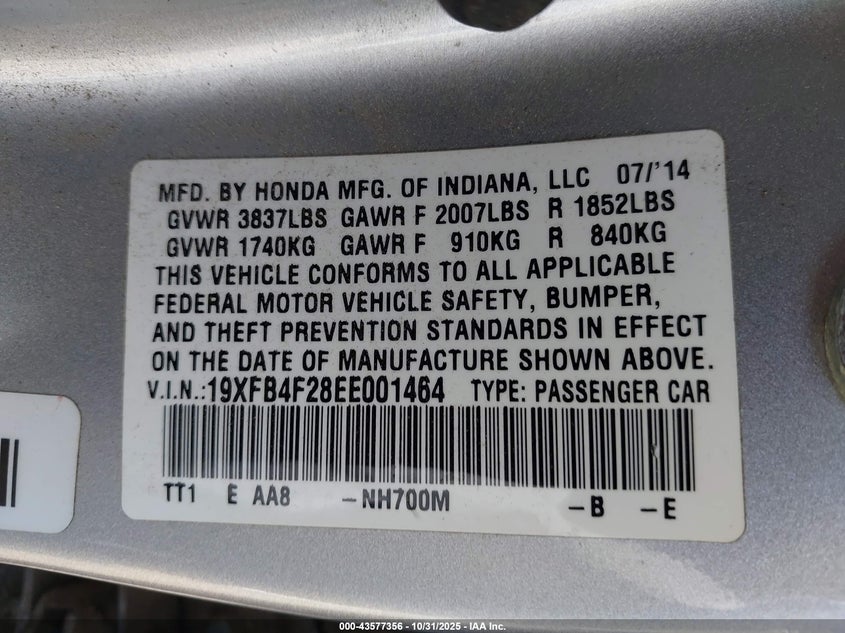 MFD. BY HONDA MFG. OF INDIANA, LLC 07/'14
GVWR 3837LBS GAWR F 2007LBS R 1852LBS
GVWR 1740KG GAWR F 910KG R 840KG
THIS VEHICLE CONFORMS TO ALL APPLICABLE
FEDERAL MOTOR VEHICLE SAFETY, BUMPER,
AND THEFT PREVENTION STANDARDS IN EFFECT
ON THE DATE OF MANUFACTURE SHOWN ABOVE.
V.I.N.:19XFB4F28EE001464 TYPE: PASSENGER CAR
TT1 E AA8 -NH700M -B -E
000-43577356 - 10/31/2025 - IAA Inc.